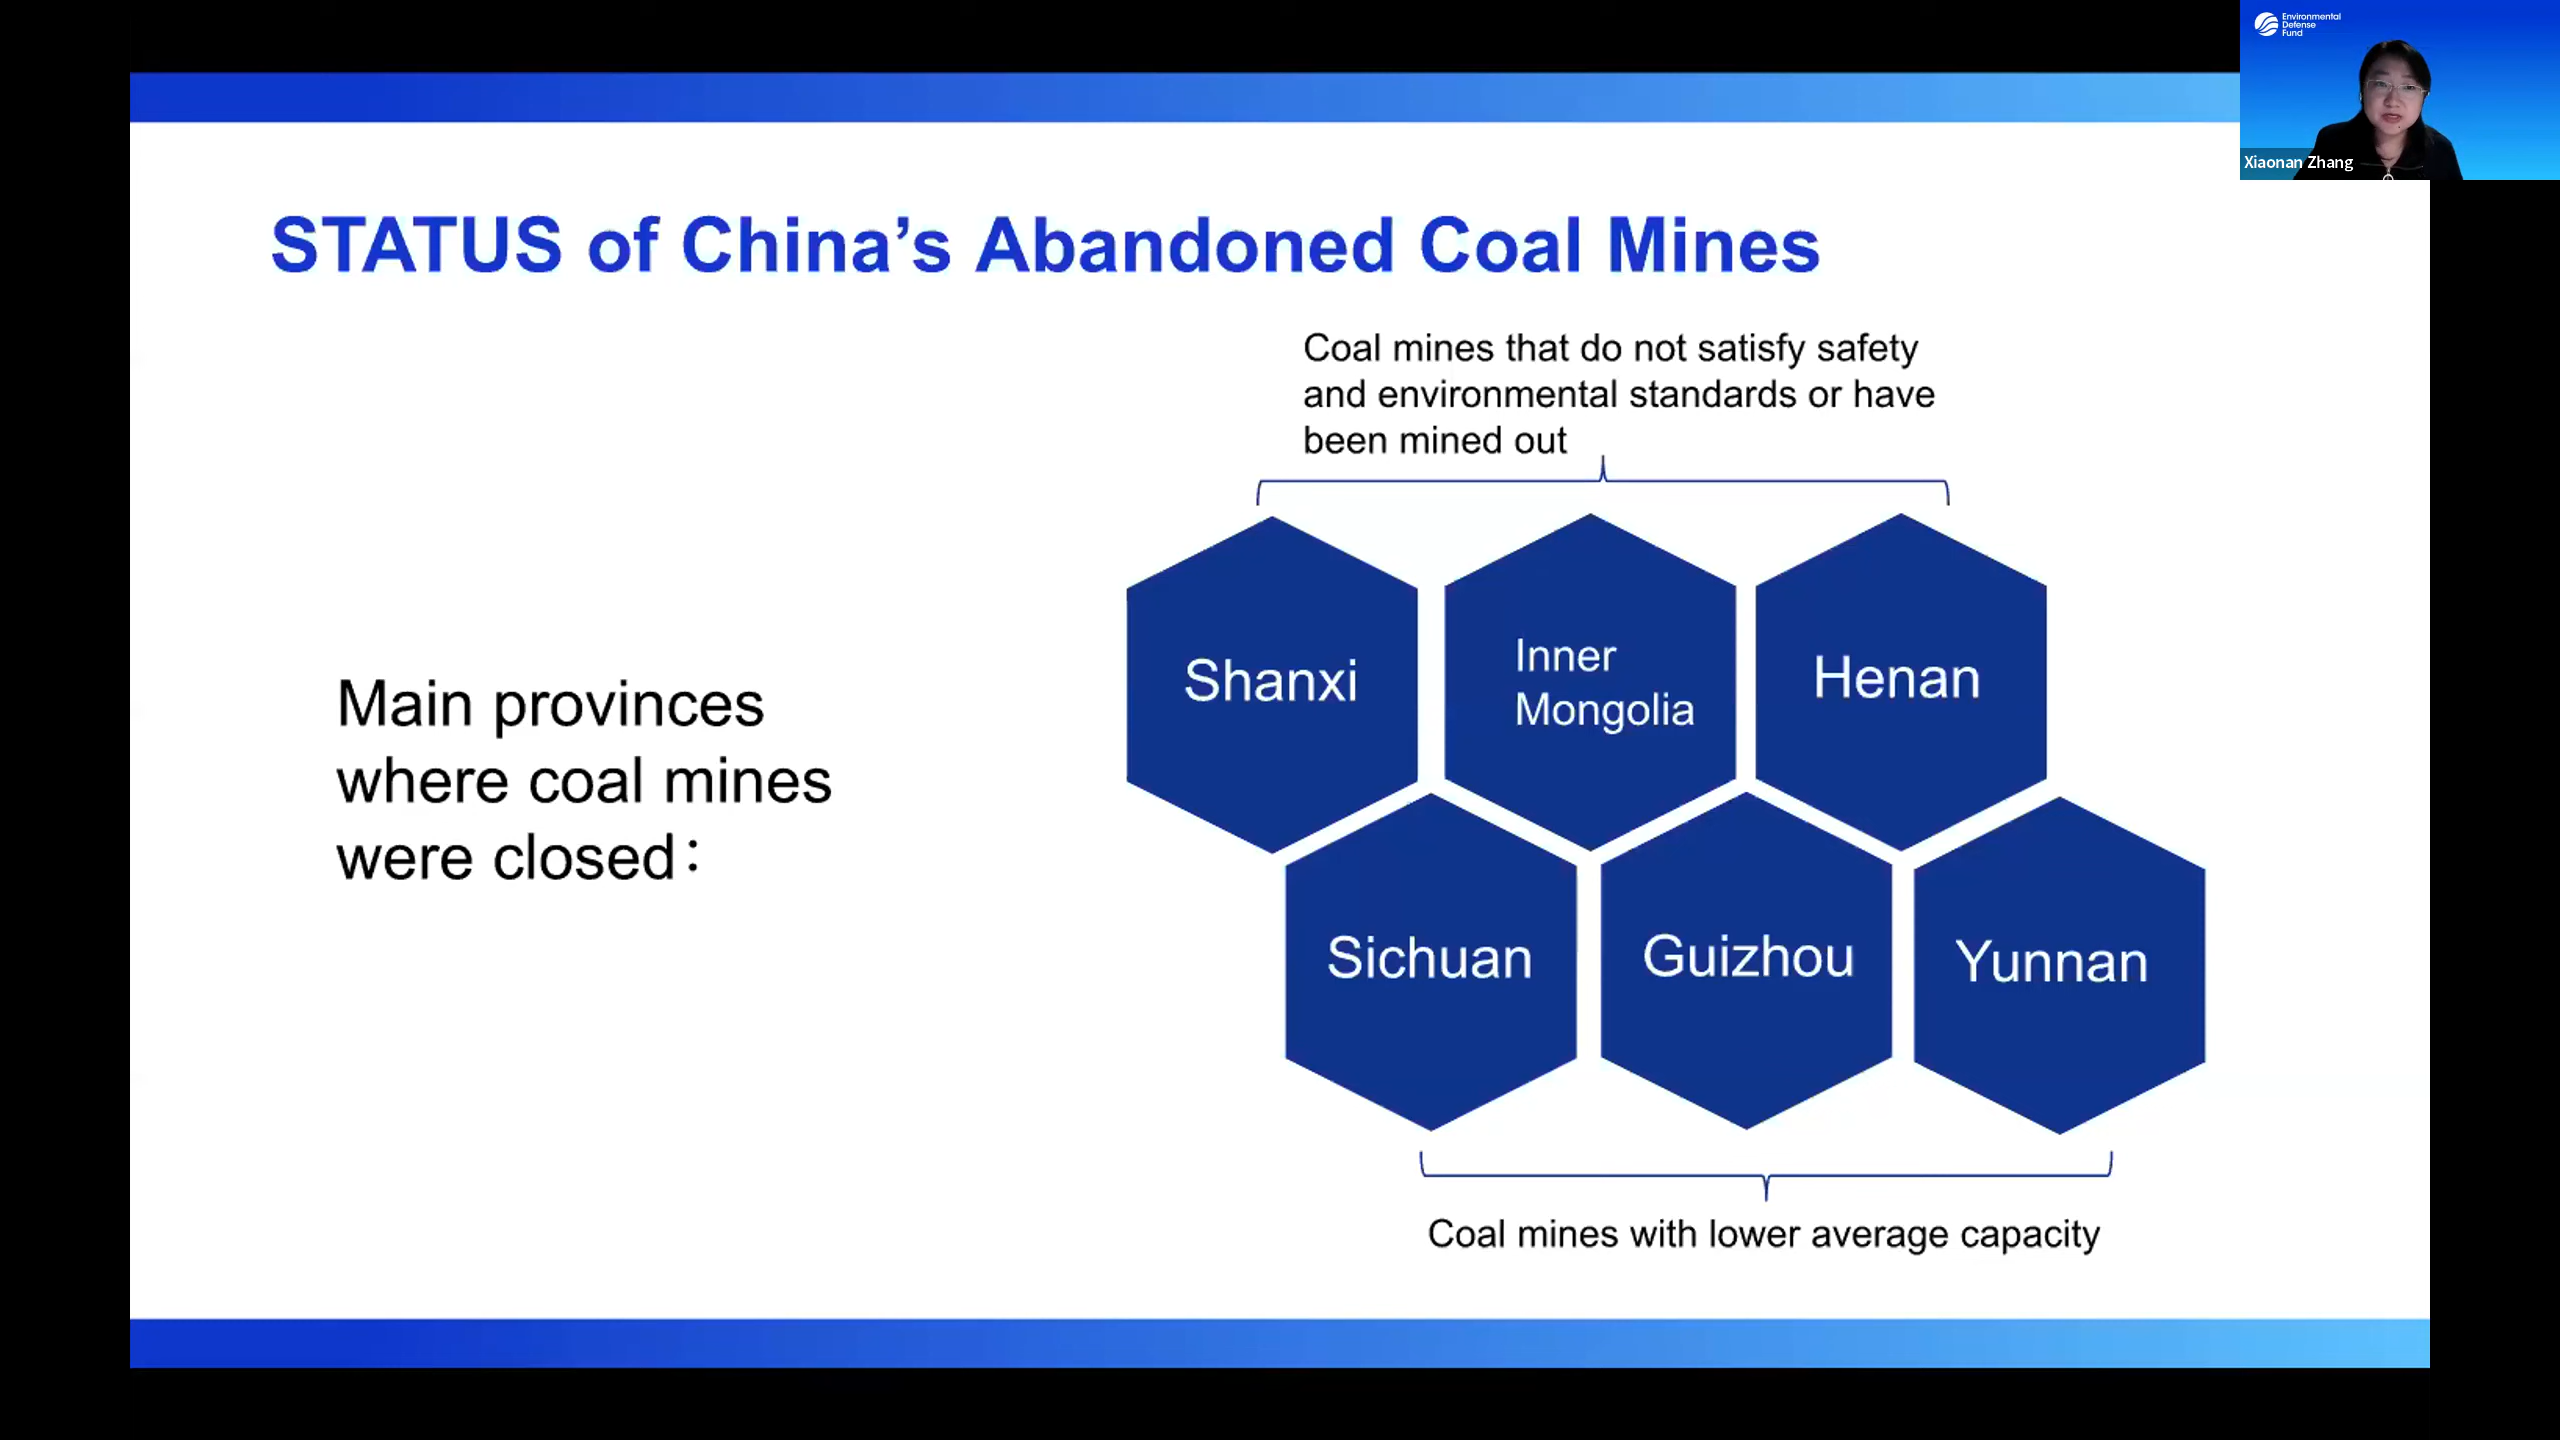 Environmental
Defense
Fund
Xiaonan Zhang
STATUS of China’s Abandoned Coal Mines
Coal mines that do not satisfy safety
and environmental standards or have
been mined out
Main provinces
where coal mines
were closed：
Shanxi
Inner
Mongolia
Henan
Sichuan
Guizhou
Yunnan
Coal mines with lower average capacity